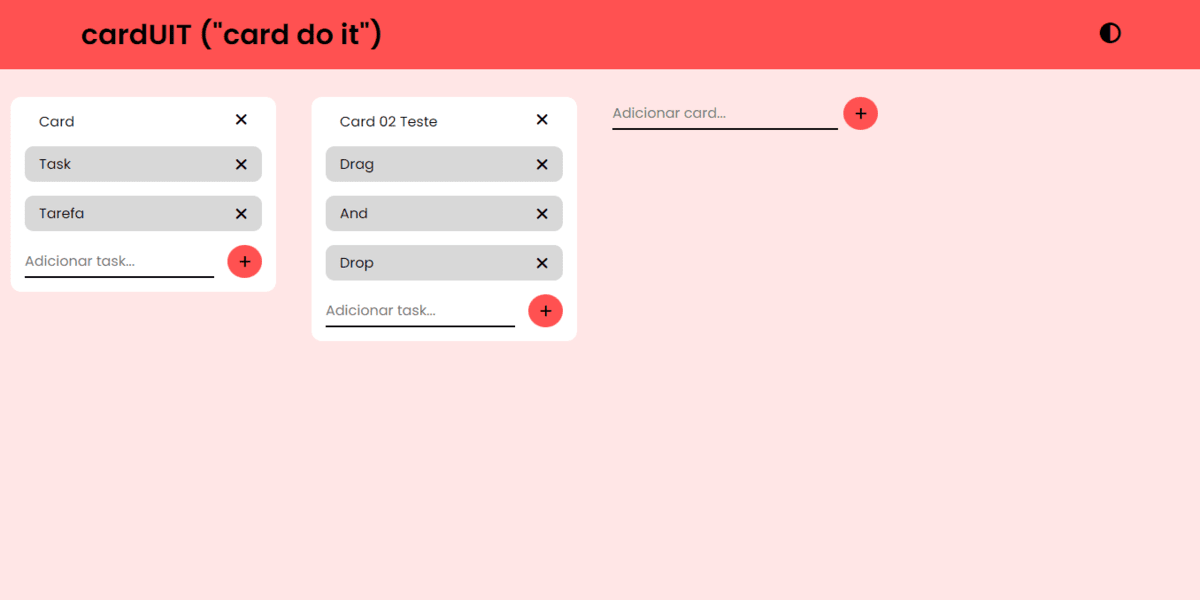 cardUIT ("card do it")
Card
Task
Tarefa
Adicionar task...
Card 02 Teste
Drag
And
Drop
Adicionar task...
Adicionar card...